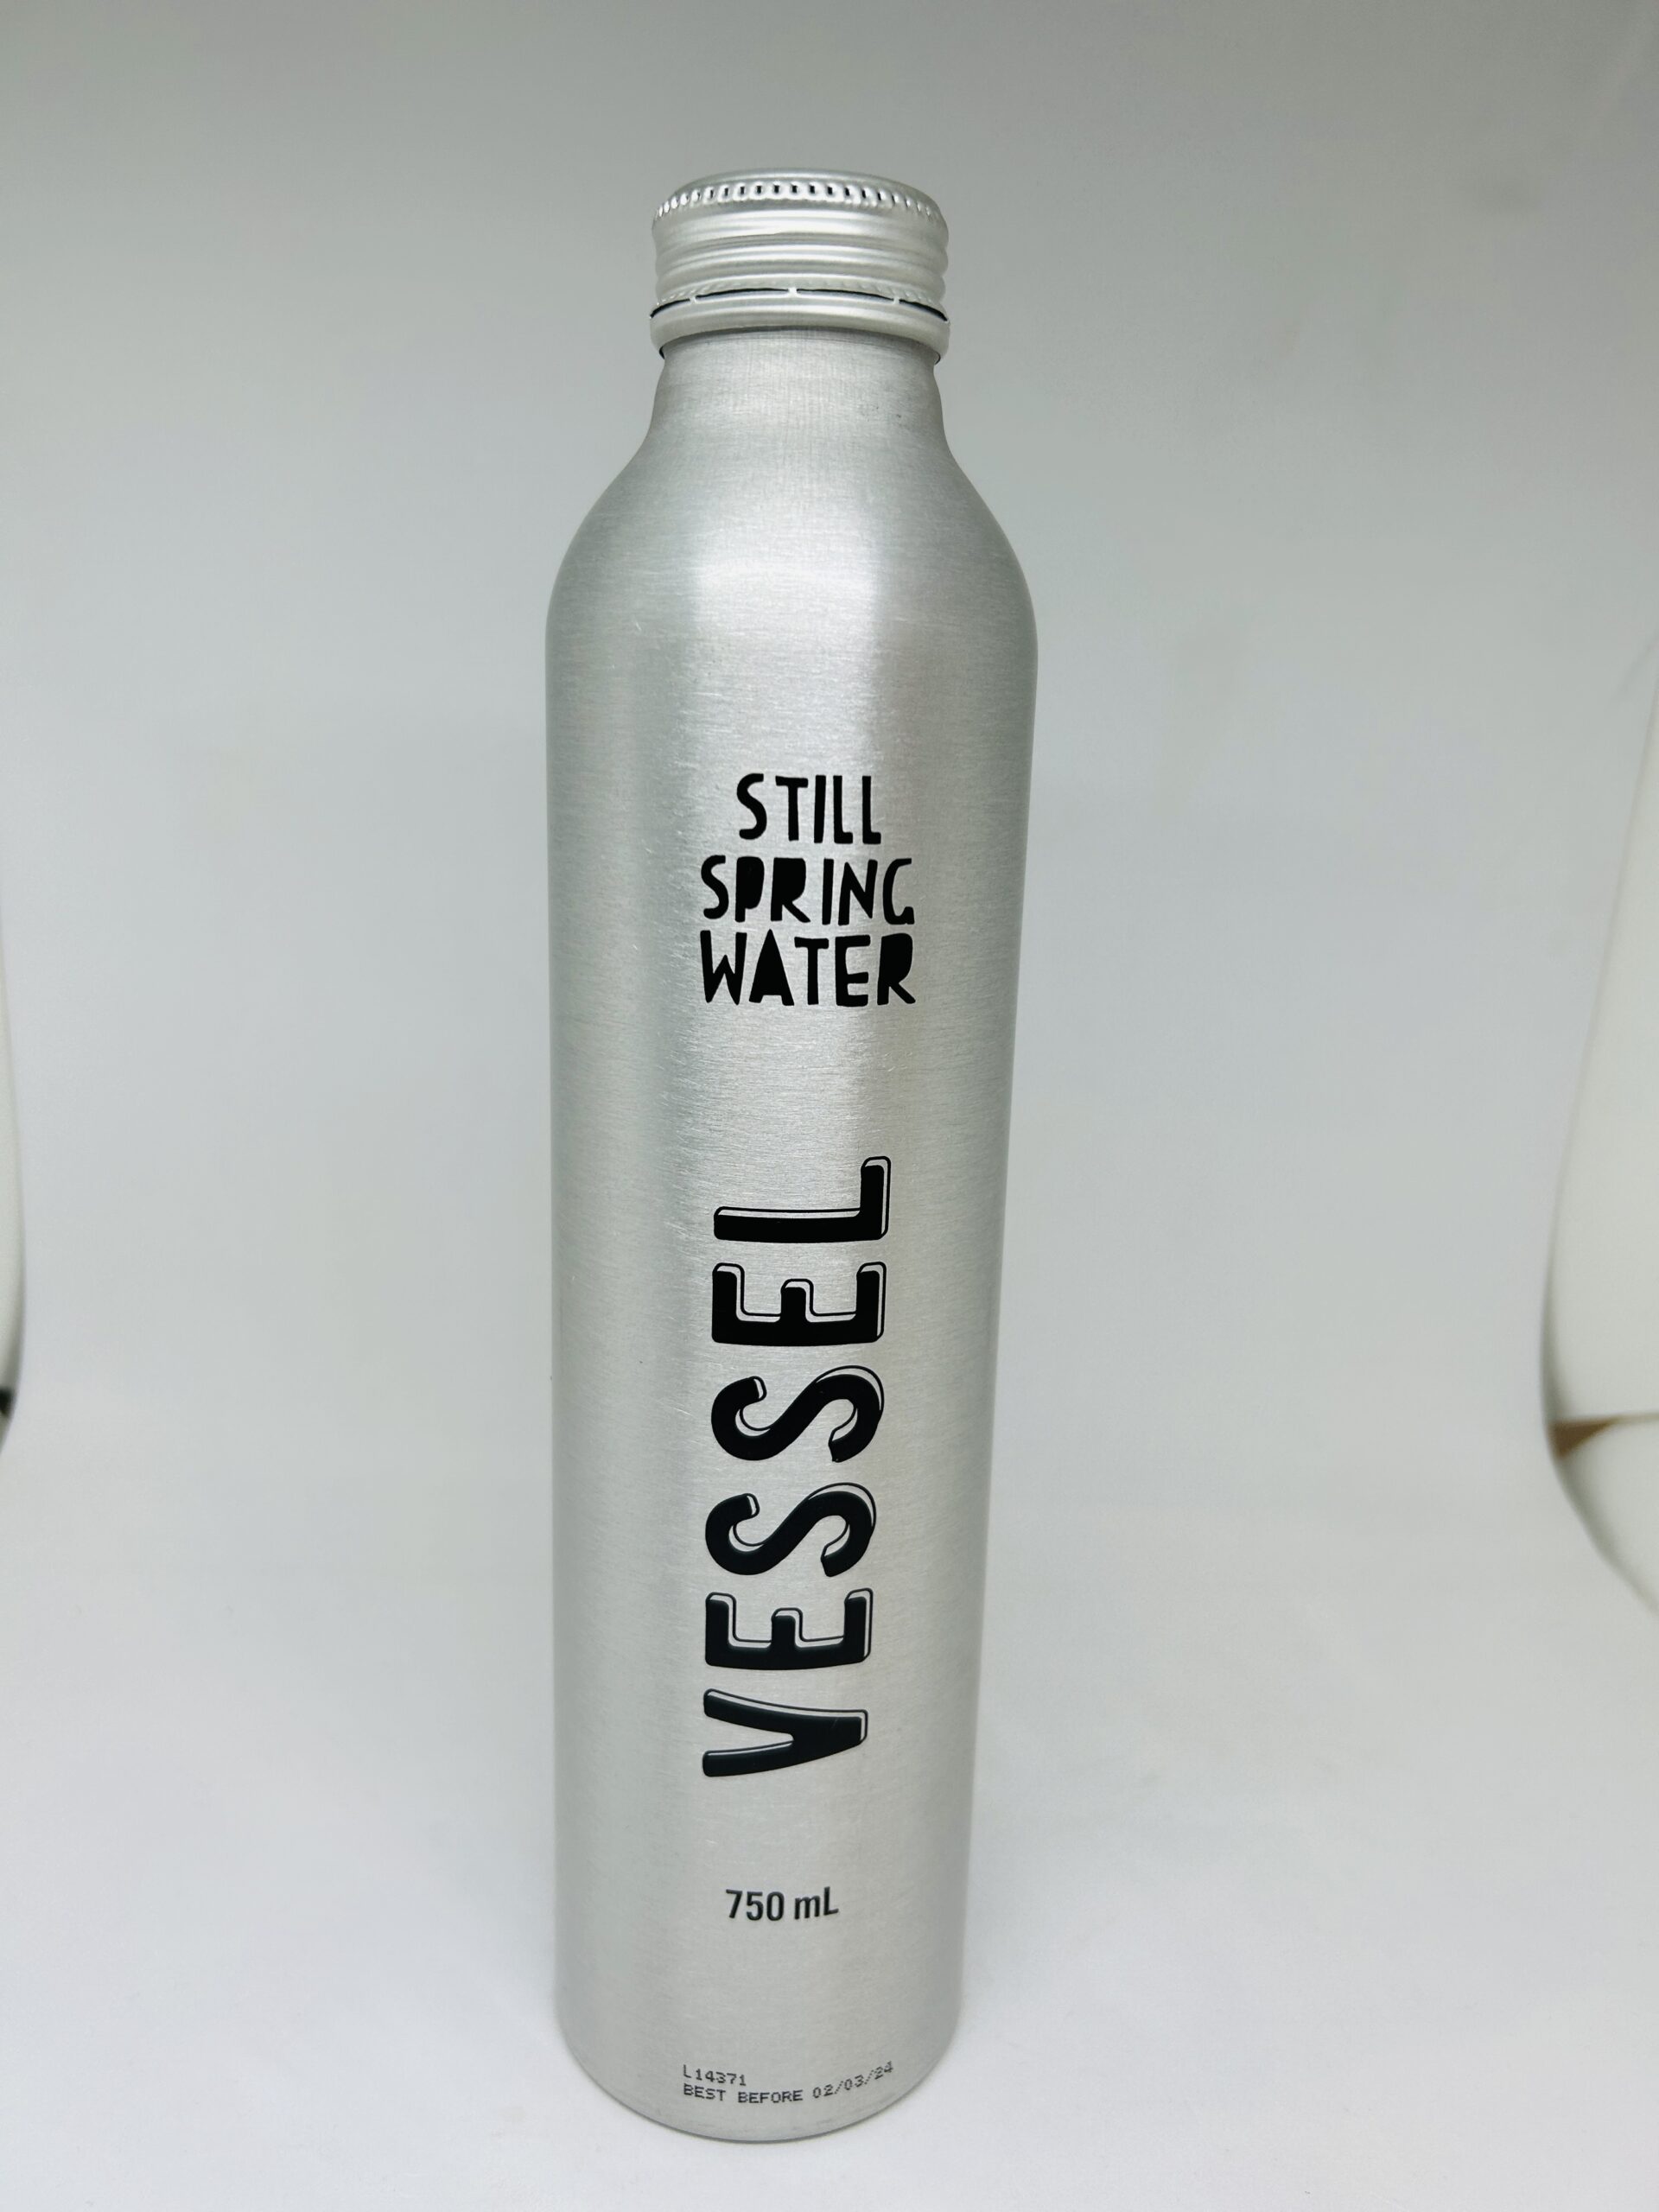 STILL
SPRING
WATER
VESSEL
750 mL
L14371
BEST BEFORE 02/03/24